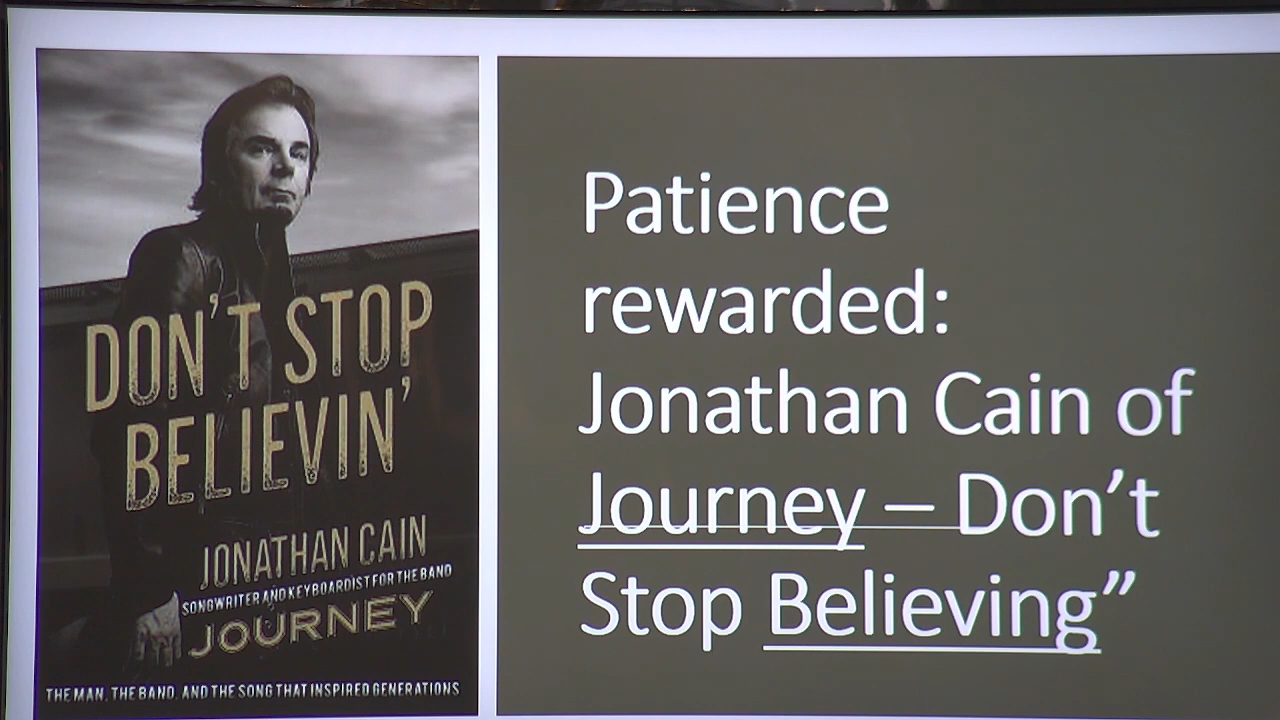 DON'T STOP
BELIEVIN'
JONATHAN CAIN
SONGWRITER AND KEYBOARDIST FOR THE BAND
JOURNEY
THE MAN, THE BAND, AND THE SONG THAT INSPIRED GENERATIONS
Patience
rewarded:
Jonathan Cain of
Journey – Don’t
Stop Believing”